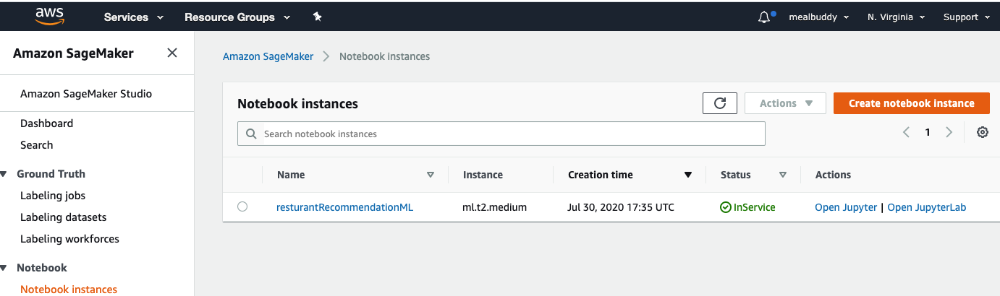 aws Services Resource Groups mealbuddy N. Virginia Support
Amazon SageMaker
Amazon SageMaker Studio
Dashboard
Search
Ground Truth
Labeling jobs
Labeling datasets
Labeling workforces
Notebook
Notebook instances
Amazon SageMaker Notebook instances
Notebook instances Actions Create notebook instance
Search notebook instances 1
Name Instance Creation time Status Actions
resturantRecommendationML ml.t2.medium Jul 30, 2020 17:35 UTC InService Open Jupyter | Open JupyterLab